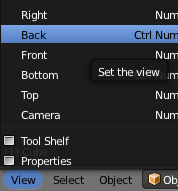 Right Num
Back Ctrl Num
Front Num
Bottom
Set the view
Top Num
Camera Num
Tool Shelf
Properties
View Select Object Ob